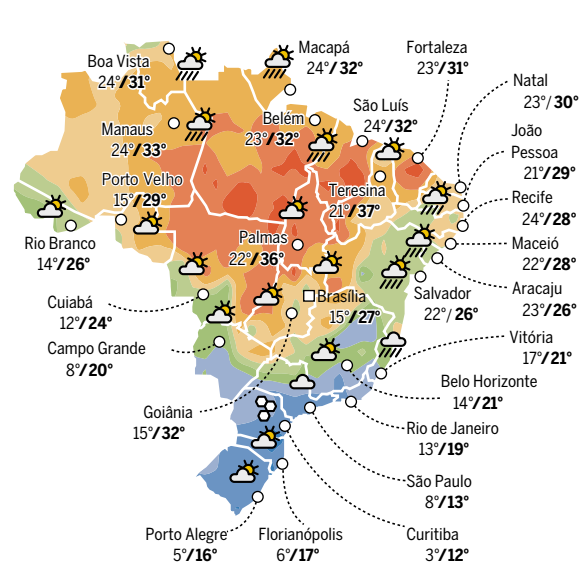 Boa Vista
24°/31°
Macapá
24°/32°
Fortaleza
23°/31°
Natal
23°/30°
Manaus
24°/33°
Belém
23°/32°
São Luís
24°/32°
João
Pessoa
21°/29°
Porto Velho
15°/29°
Teresina
21°/37°
Recife
24°/28°
Rio Branco
14°/26°
Palmas
22°/36°
Maceió
22°/28°
Cuiabá
12°/24°
Brasília
15°/27°
Salvador
22°/26°
Aracaju
23°/26°
Campo Grande
8°/20°
Vitória
17°/21°
Belo Horizonte
14°/21°
Goiânia
15°/32°
Rio de Janeiro
13°/19°
São Paulo
8°/13°
Porto Alegre
5°/16°
Florianópolis
6°/17°
Curitiba
3°/12°